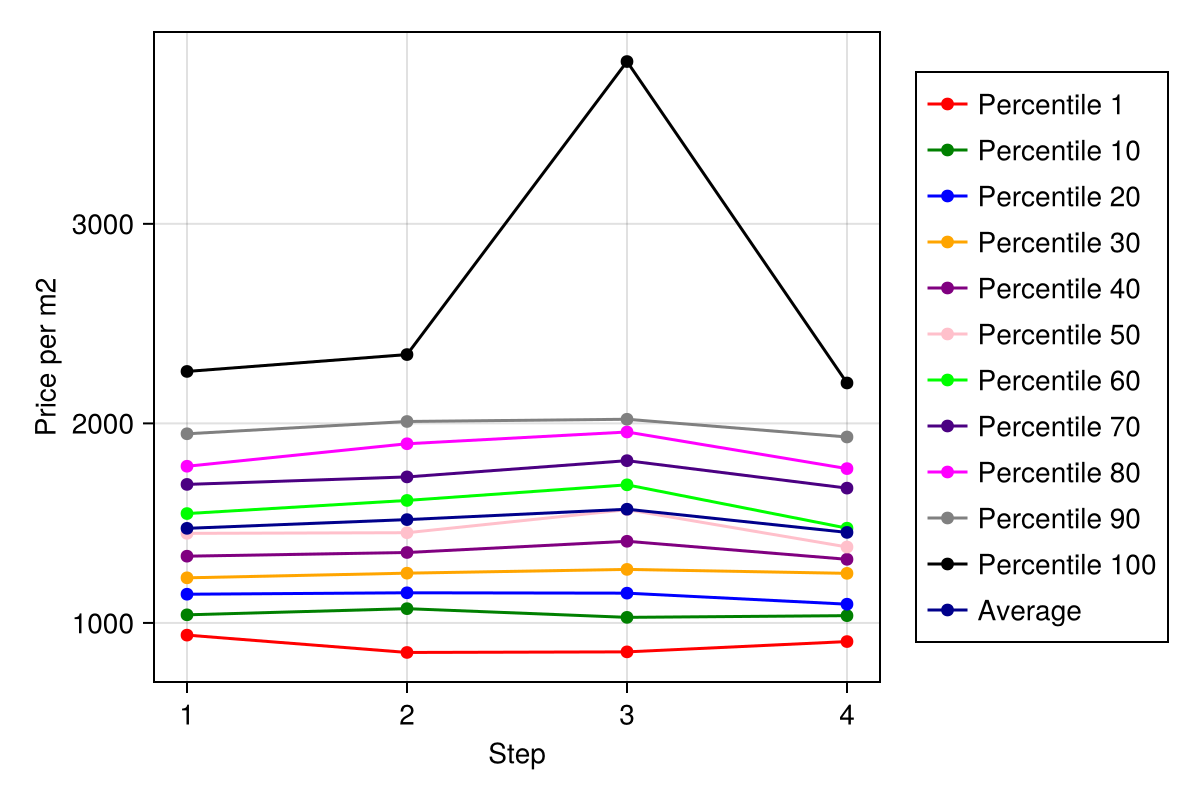 3000
2000
1000
Price per m2
1
2
3
4
Step
Percentile 1
Percentile 10
Percentile 20
Percentile 30
Percentile 40
Percentile 50
Percentile 60
Percentile 70
Percentile 80
Percentile 90
Percentile 100
Average